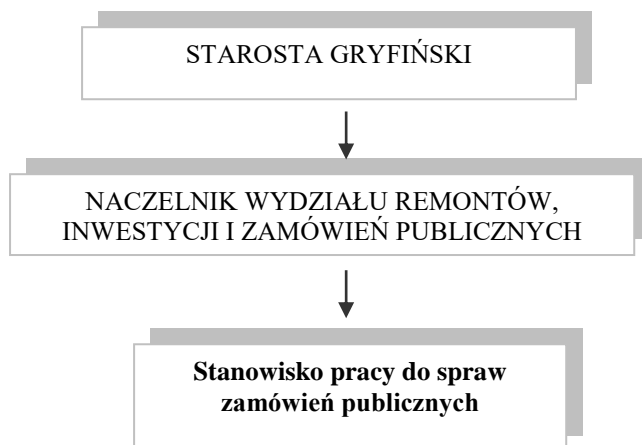 STAROSTA GRYFIŃSKI
NACZELNIK WYDZIAŁU REMONTÓW,
INWESTYCJI I ZAMÓWIEŃ PUBLICZNYCH
Stanowisko pracy do spraw
zamówień publicznych